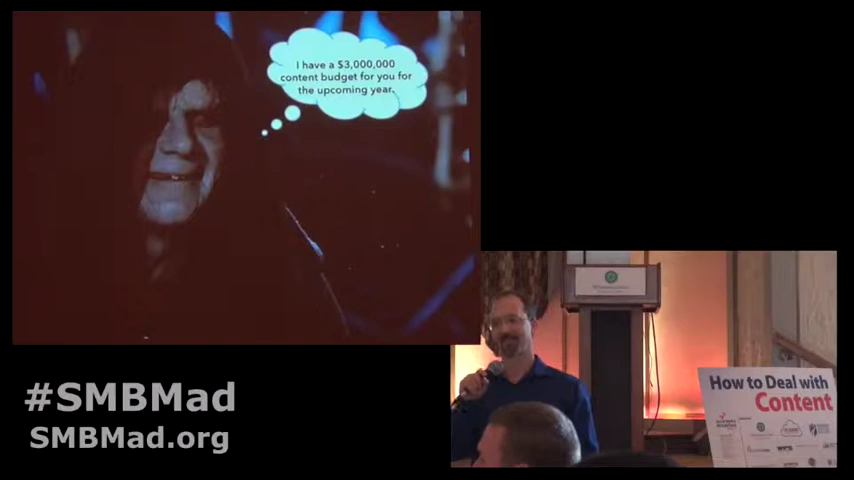 I have a $3,000,000
content budget for you for
the upcoming year.
#SMBMad
SMBMad.org
How to Deal with
Content